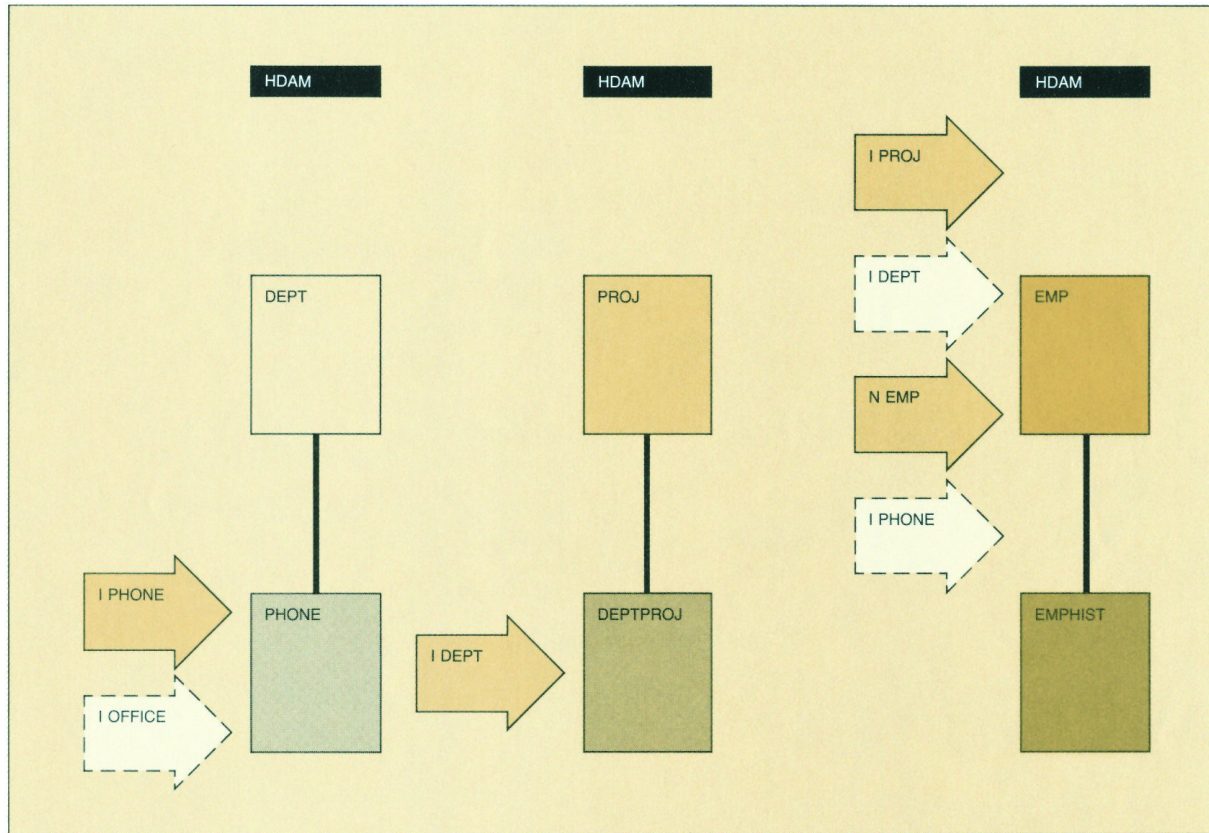 HDAM
HDAM
HDAM
I PROJ
I DEPT
DEPT
PROJ
EMP
N EMP
I PHONE
I PHONE
PHONE
DEPTPROJ
EMPHIST
I DEPT
I OFFICE